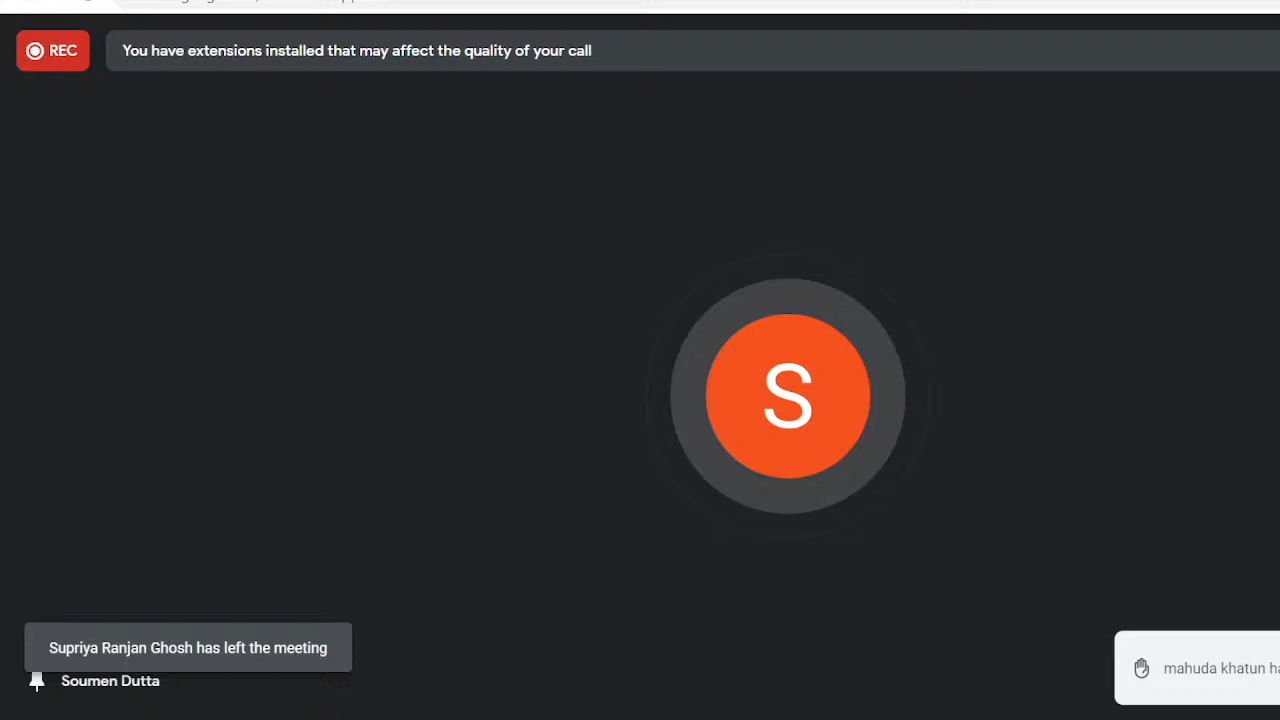 REC
You have extensions installed that may affect the quality of your call
S
Supriya Ranjan Ghosh has left the meeting
Soumen Dutta
mahuda khatun